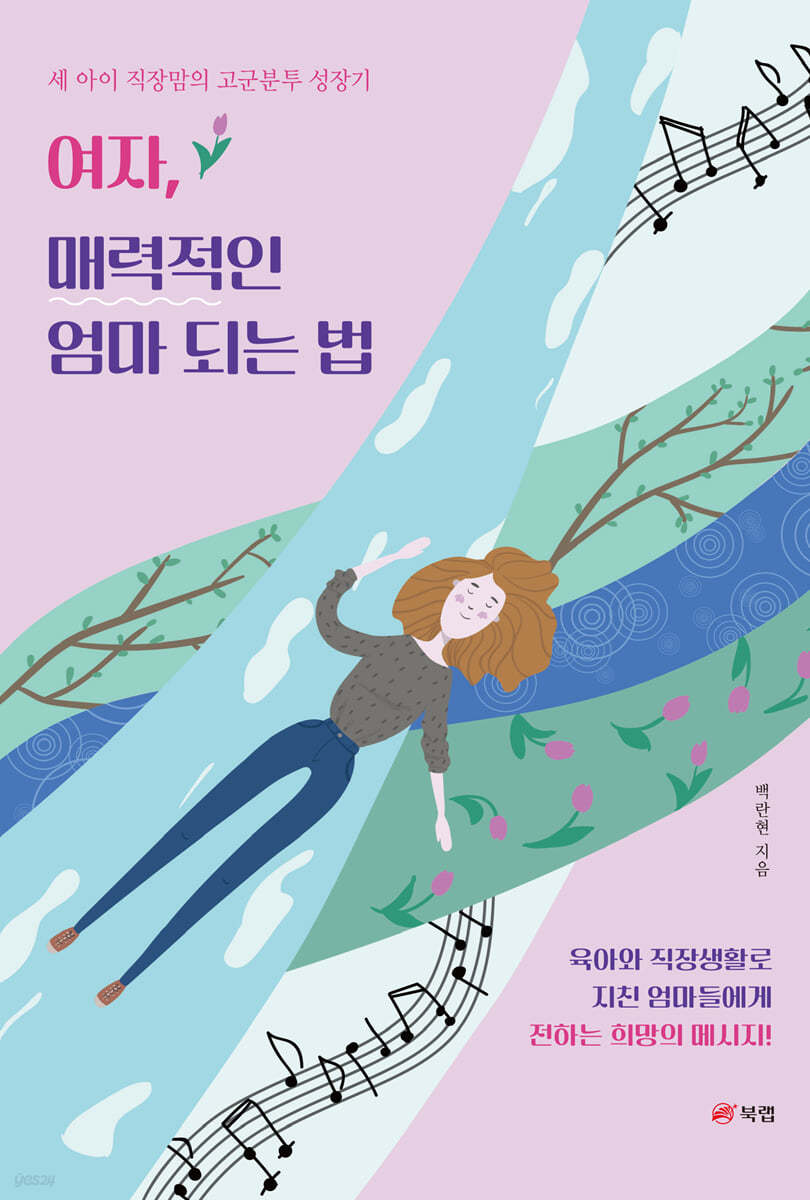 세 아이 직장맘의 고군분투 성장기
여자,
매력적인
엄마 되는 법
백란현 지음
육아와 직장생활로
지친 엄마들에게
전하는 희망의 메시지!
북랩
yes24